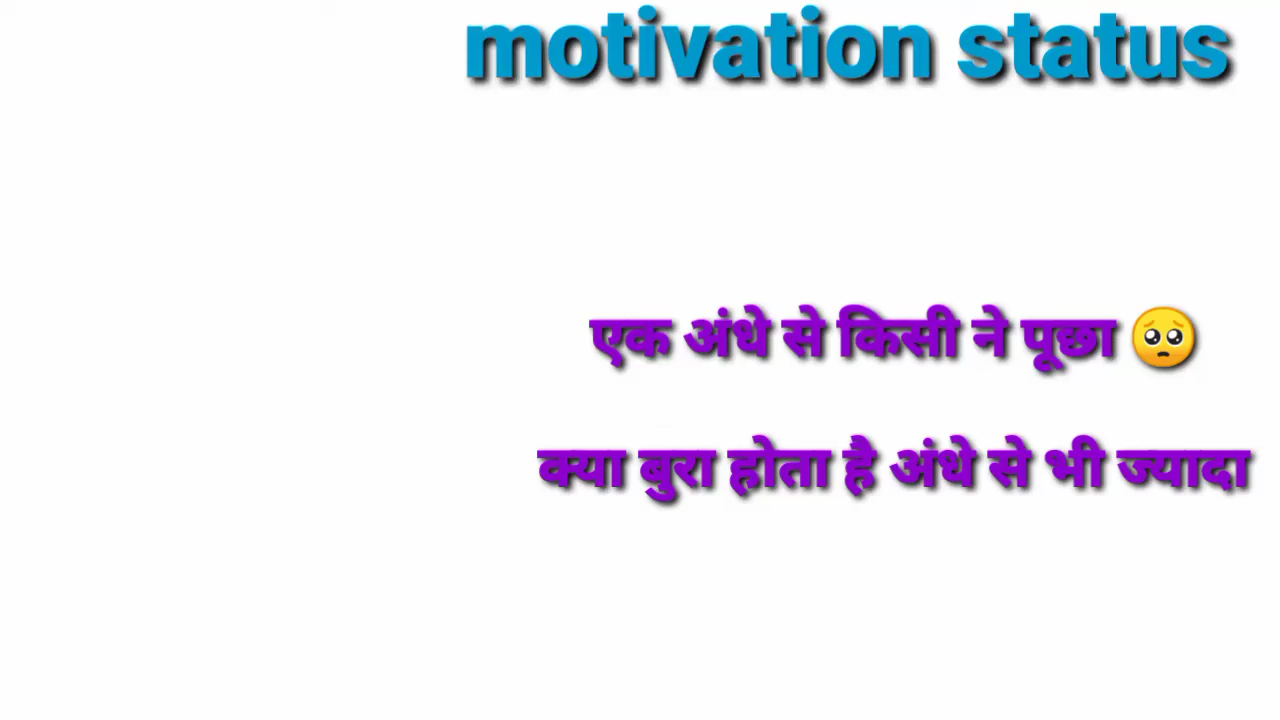 motivation status
एक अंधे से किसी ने पूछा 🥺
क्या बुरा होता है अंधे से भी ज्यादा